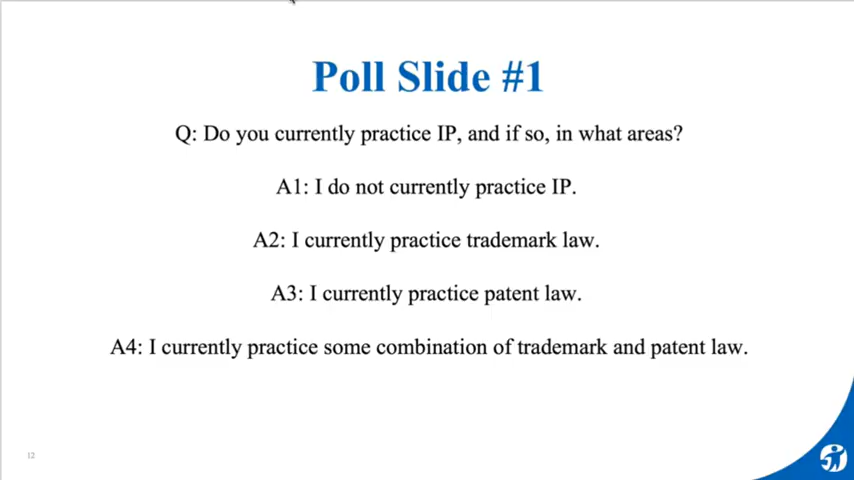 Poll Slide #1
Q: Do you currently practice IP, and if so, in what areas?
A1: I do not currently practice IP.
A2: I currently practice trademark law.
A3: I currently practice patent law.
A4: I currently practice some combination of trademark and patent law.
12